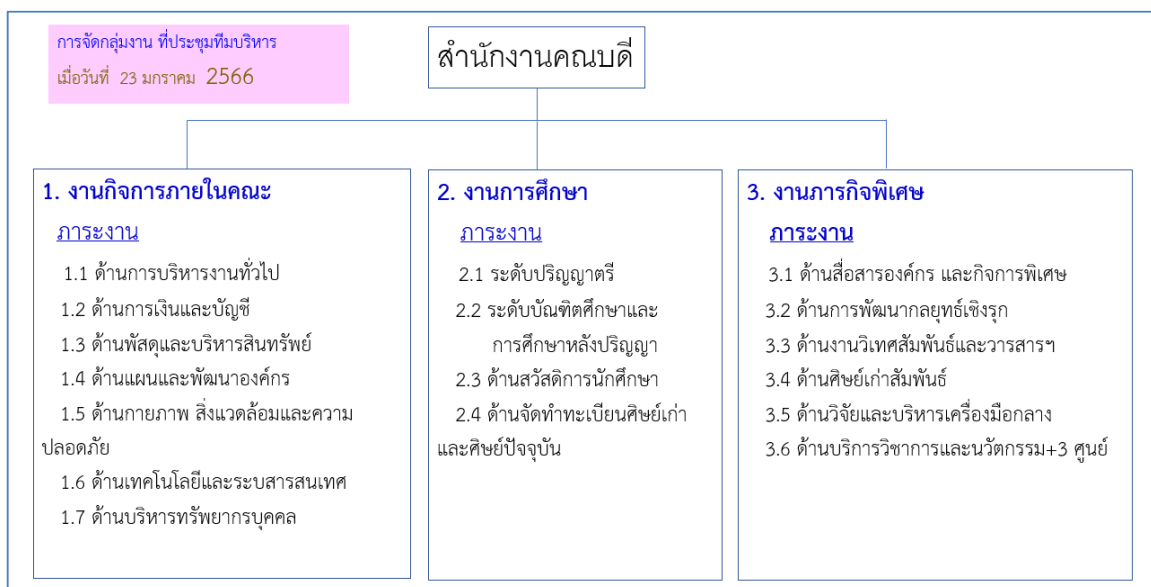 การจัดกลุ่มงาน ที่ประชุมทีมบริหาร
เมื่อวันที่ 23 มกราคม 2566
สำนักงานคณบดี
1. งานกิจการภายในคณะ
ภาระงาน
1.1 ด้านการบริหารงานทั่วไป
1.2 ด้านการเงินและบัญชี
1.3 ด้านพัสดุและบริหารสินทรัพย์
1.4 ด้านแผนและพัฒนาองค์กร
1.5 ด้านกายภาพ สิ่งแวดล้อมและความ
ปลอดภัย
1.6 ด้านเทคโนโลยีและระบสารสนเทศ
1.7 ด้านบริหารทรัพยากรบุคคล
2. งานการศึกษา
ภาระงาน
2.1 ระดับปริญญาตรี
2.2 ระดับบัณฑิตศึกษาและ
การศึกษาหลังปริญญา
2.3 ด้านสวัสดิการนักศึกษา
2.4 ด้านจัดทำทะเบียนศิษย์เก่า
และศิษย์ปัจจุบัน
3. งานภารกิจพิเศษ
ภาระงาน
3.1 ด้านสื่อสารองค์กร และกิจการพิเศษ
3.2 ด้านการพัฒนากลยุทธ์เชิงรุก
3.3 ด้านงานวิเทศสัมพันธ์และวารสารฯ
3.4 ด้านศิษย์เก่าสัมพันธ์
3.5 ด้านวิจัยและบริหารเครื่องมือกลาง
3.6 ด้านบริการวิชาการและนวัตกรรม+3 ศูนย์